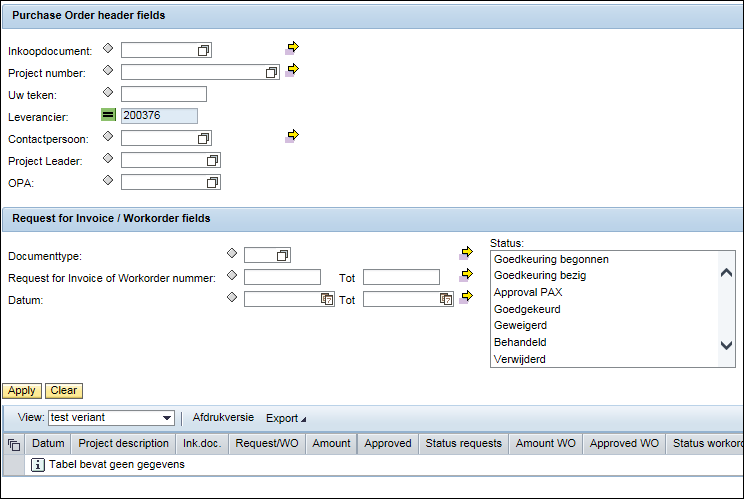 Purchase Order header fields
Inkoopdocument:
Project number:
Uw teken:
Leverancier: 200376
Contactpersoon:
Project Leader:
OPA:
Request for Invoice / Workorder fields
Documenttype:
Request for Invoice of Workorder nummer: Tot
Datum: Tot
Status:
Goedkeuring begonnen
Goedkeuring bezig
Approval PAX
Goedgekeurd
Geweigerd
Behandeld
Verwijderd
Apply Clear
View: test veriant Afdrukversie Export
Datum Project description Ink.doc. Request/WO Amount Approved Status requests Amount WO Approved WO Status workord
Tabel bevat geen gegevens